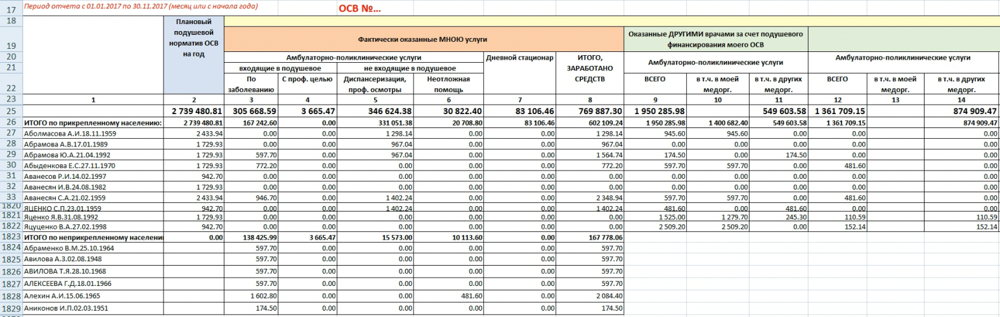 17 Период отчета с 01.01.2017 по 30.11.2017 (месяц или с начала года) ОСВ №...
18
19 Плановый подушевой норматив ОСВ на год Фактически оказанные МНОЮ услуги Оказанные ДРУГИМИ врачами за счет подушевого финансирования моего ОСВ
20 Амбулаторно-поликлинические услуги Дневной стационар ИТОГО, ЗАРАБОТАНО СРЕДСТВ Амбулаторно-поликлинические услуги Амбулаторно-поликлинические услуги
21 входящие в подушевое не входящие в подушевое
22 По заболеванию С проф. целью Диспансеризация, проф. осмотры Неотложная помощь ВСЕГО в т.ч. в моей медорг. в т.ч. в других медорг. ВСЕГО в т.ч. в моей медорг. в т.ч. в других медорг.
23 1 2 3 4 5 6 7 8 9 10 11 12 13 14
25 2 739 480.81 305 668.59 3 665.47 346 624.38 30 822.40 83 106.46 769 887.30 1 950 285.98 549 603.58 1 361 709.15 874 909.47
26 ИТОГО по прикрепленному населению: 2 739 480.81 167 242.60 0.00 331 051.38 20 708.80 83 106.46 602 109.24 1 950 285.98 1 400 682.40 549 603.58 1 361 709.15 874 909.47
27 Аболмасова А.И.18.11.1959 2 433.94 0.00 0.00 1 298.14 0.00 0.00 1 298.14 945.60 945.60 0.00 0.00 0.00
28 Абрамова А.В.17.01.1989 1 729.93 0.00 0.00 967.04 0.00 0.00 967.04 0.00 0.00 0.00 0.00 0.00
29 Абрамова Ю.А.21.04.1992 1 729.93 597.70 0.00 967.04 0.00 0.00 1 564.74 174.50 0.00 174.50 0.00 0.00
30 Абыденкова Е.С.27.11.1970 1 729.93 772.20 0.00 0.00 0.00 0.00 772.20 597.70 597.70 0.00 481.60 0.00
31 Аванесов Р.И.14.02.1997 942.70 0.00 0.00 0.00 0.00 0.00 0.00 0.00 0.00 0.00 0.00 0.00
32 Аванесян И.В.24.08.1982 1 729.93 0.00 0.00 0.00 0.00 0.00 0.00 0.00 0.00 0.00 0.00 0.00
33 Аванесян С.А.21.02.1959 2 433.94 946.70 0.00 1 402.24 0.00 0.00 2 348.94 597.70 597.70 0.00 481.60 0.00
1820 ЯЩЕНКО С.П.23.01.1959 942.70 0.00 0.00 1 402.24 0.00 0.00 1 402.24 481.60 0.00 481.60 0.00 0.00
1821 Яценко Я.В.31.08.1992 1 729.93 0.00 0.00 0.00 0.00 0.00 0.00 1 525.00 1 279.70 245.30 110.59 110.59
1822 Яцуценко В.А.27.02.1998 942.70 0.00 0.00 0.00 0.00 0.00 0.00 2 509.20 2 509.20 0.00 152.14 152.14
1823 ИТОГО по неприкрепленному населени 0.00 138 425.99 3 665.47 15 573.00 10 113.60 0.00 167 778.06
1824 Абраменко В.М.25.10.1964 597.70 0.00 0.00 0.00 0.00 597.70
1825 Авилова А.З.02.08.1948 597.70 0.00 0.00 0.00 0.00 597.70
1826 АВИЛОВА Т.Я.28.10.1968 597.70 0.00 0.00 0.00 0.00 597.70
1827 АЛЕКСЕЕВА Г.Д.18.01.1966 597.70 0.00 0.00 0.00 0.00 597.70
1828 Алехин А.И.15.06.1965 1 602.80 0.00 0.00 481.60 0.00 2 084.40
1829 Аниконов И.П.02.03.1951 174.50 0.00 0.00 0.00 0.00 174.50